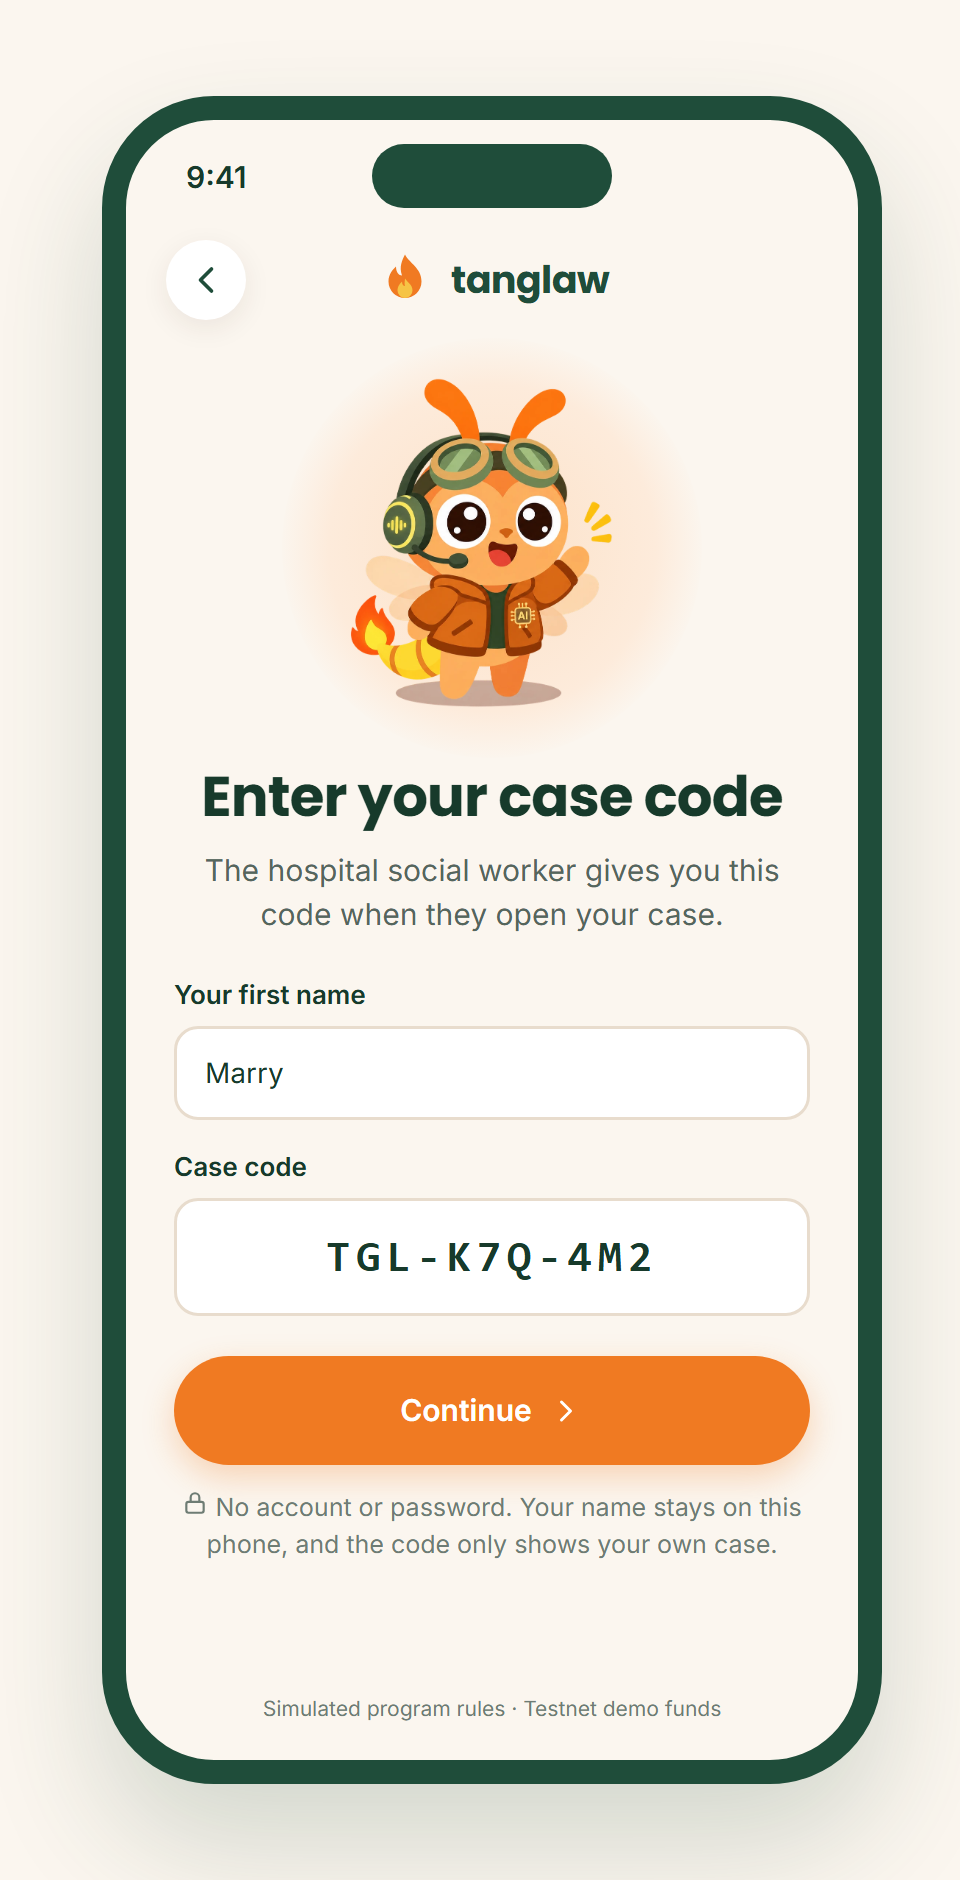 9:41
tanglaw
AI
Enter your case code
The hospital social worker gives you this
code when they open your case.
Your first name
Marry
Case code
TGL-K7Q-4M2
Continue
No account or password. Your name stays on this
phone, and the code only shows your own case.
Simulated program rules · Testnet demo funds